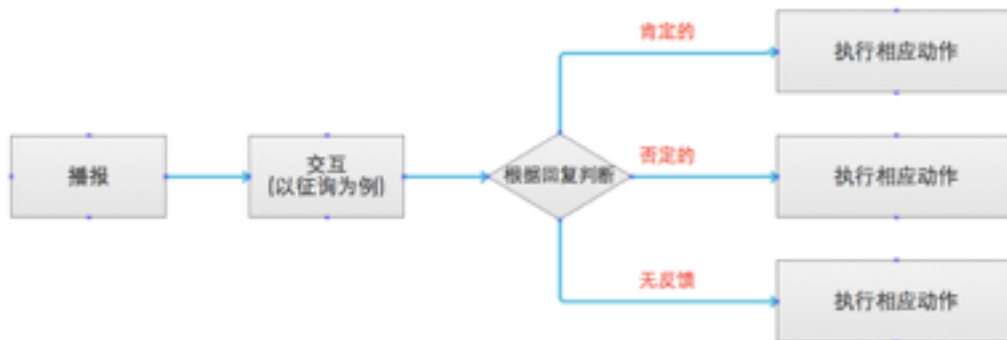 肯定的
执行相应动作
播报
交互
(以征询为例)
根据回复判断
否定的
执行相应动作
无反馈
执行相应动作